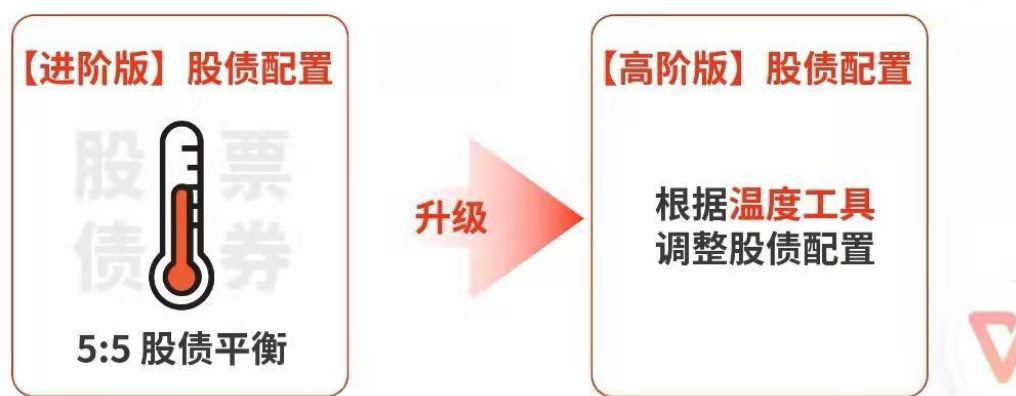 【进阶版】股债配置
股票
债券
5:5 股债平衡
升级
【高阶版】股债配置
根据温度工具
调整股债配置